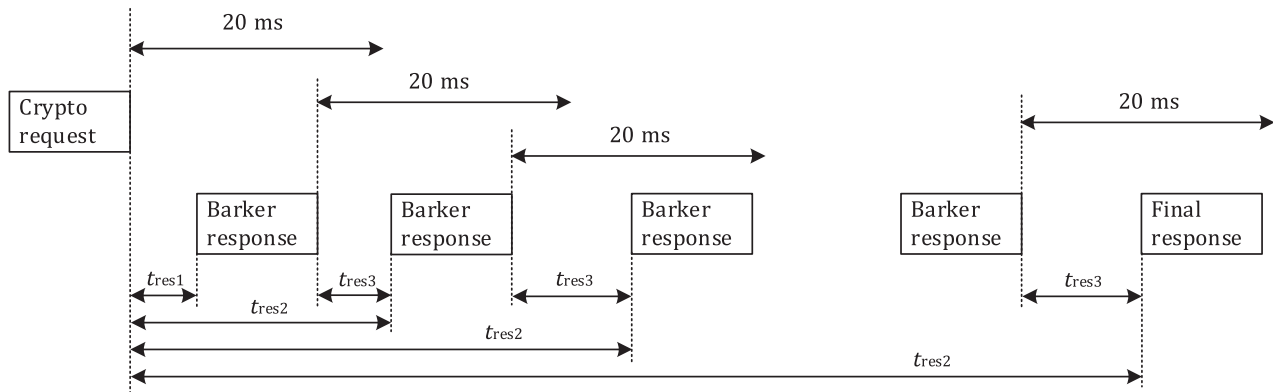 20 ms
20 ms
20 ms
20 ms
Crypto
request
Barker
response
Barker
response
Barker
response
Barker
response
Final
response
tres1
tres3
tres3
tres3
tres2
tres2
tres2